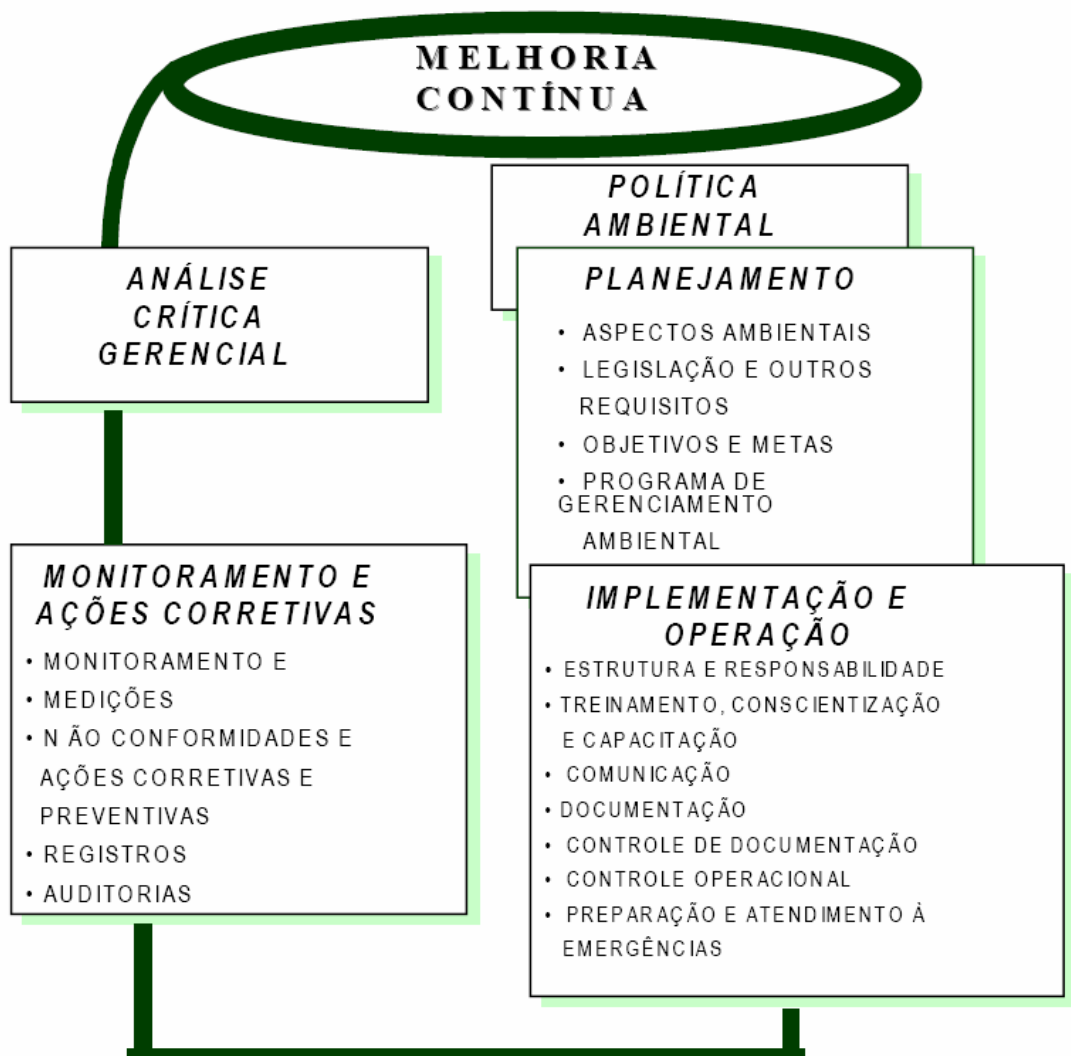 MELHORIA
CONTÍNUA
POLÍTICA
AMBIENTAL
ANÁLISE
CRÍTICA
GERENCIAL
PLANEJAMENTO
• ASPECTOS AMBIENTAIS
• LEGISLAÇÃO E OUTROS
REQUISITOS
• OBJETIVOS E METAS
• PROGRAMA DE
GERENCIAMENTO
AMBIENTAL
MONITORAMENTO E
AÇÕES CORRETIVAS
• MONITORAMENTO E
• MEDIÇÕES
• N ÃO CONFORMIDADES E
AÇÕES CORRETIVAS E
PREVENTIVAS
• REGISTROS
• AUDITORIAS
IMPLEMENTAÇÃO E
OPERAÇÃO
• ESTRUTURA E RESPONSABILIDADE
• TREINAMENTO, CONSCIENTIZAÇÃO
E CAPACITAÇÃO
• COMUNICAÇÃO
• DOCUMENTAÇÃO
• CONTROLE DE DOCUMENTAÇÃO
• CONTROLE OPERACIONAL
• PREPARAÇÃO E ATENDIMENTO À
EMERGÊNCIAS